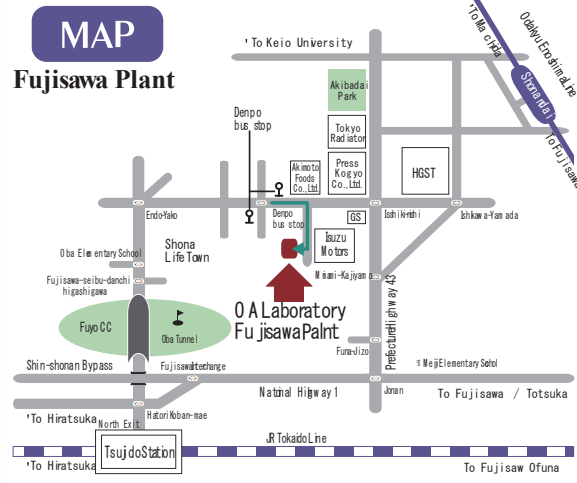 MAP
Fujisawa Plant
'To Keio University
'To Machida
Odakyu Enoshima Line
Shonandai
To Fujisawa
Akibadai
Park
Denpo
bus stop
Tokyo
Radiator
Akimoto
Foods
Co.,Ltd.
Press
Kogyo
Co.,Ltd.
HGST
Endo-Yako
Denpo
bus stop
GS
Isshiki-nishi
Ishikawa-Yamada
Shona
Life Town
Oba Elementary School
Isuzu
Motors
Fujisawa-seibu-danchi
higashigawa
Minami-Kajiyama
Prefecture Highway 43
O A Laboratory
Fujisawa Palnt
Fuyo CC
Oba Tunnel
Funa-Jizo
Shin-shonan Bypass
Fujisawa Interchange
Meiji Elementary School
National Highway 1
Jonan
To Fujisawa / Totsuka
'To Hiratsuka
Hatori Koban-mae
North Exit
Tsujido Station
JR Tokaido Line
'To Hiratsuka
To Fujisaw Ofuna